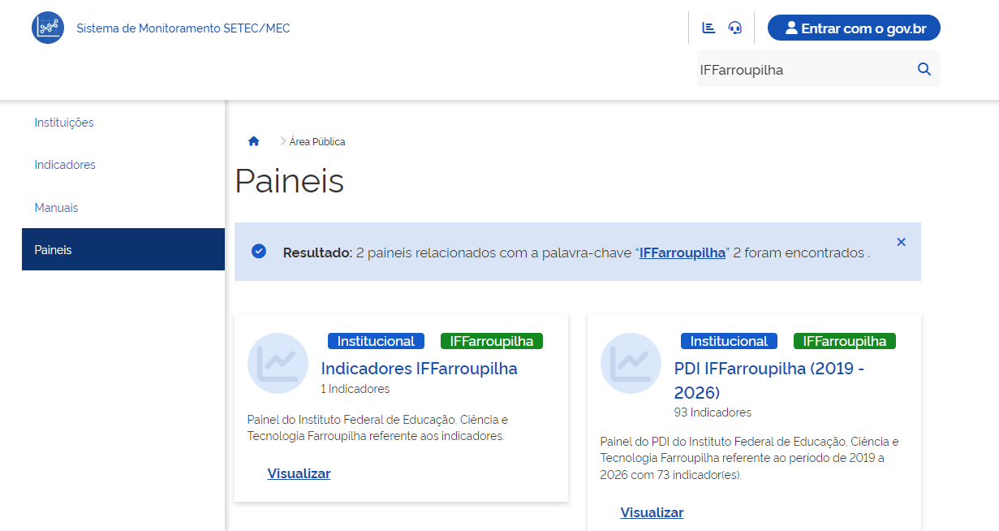 Sistema de Monitoramento SETEC/MEC
Entrar com o gov.br
IFFarroupilha
Instituições
Indicadores
Manuais
Paineis
Área Pública
Paineis
Resultado: 2 paineis relacionados com a palavra-chave “IFFarroupilha” 2 foram encontrados .
Institucional IFFarroupilha
Indicadores IFFarroupilha
1 Indicadores
Painel do Instituto Federal de Educação, Ciência e
Tecnologia Farroupilha referente aos indicadores.
Visualizar
Institucional IFFarroupilha
PDI IFFarroupilha (2019 -
2026)
93 Indicadores
Painel do PDI do Instituto Federal de Educação, Ciência e
Tecnologia Farroupilha referente ao período de 2019 a
2026 com 73 indicador(es).
Visualizar